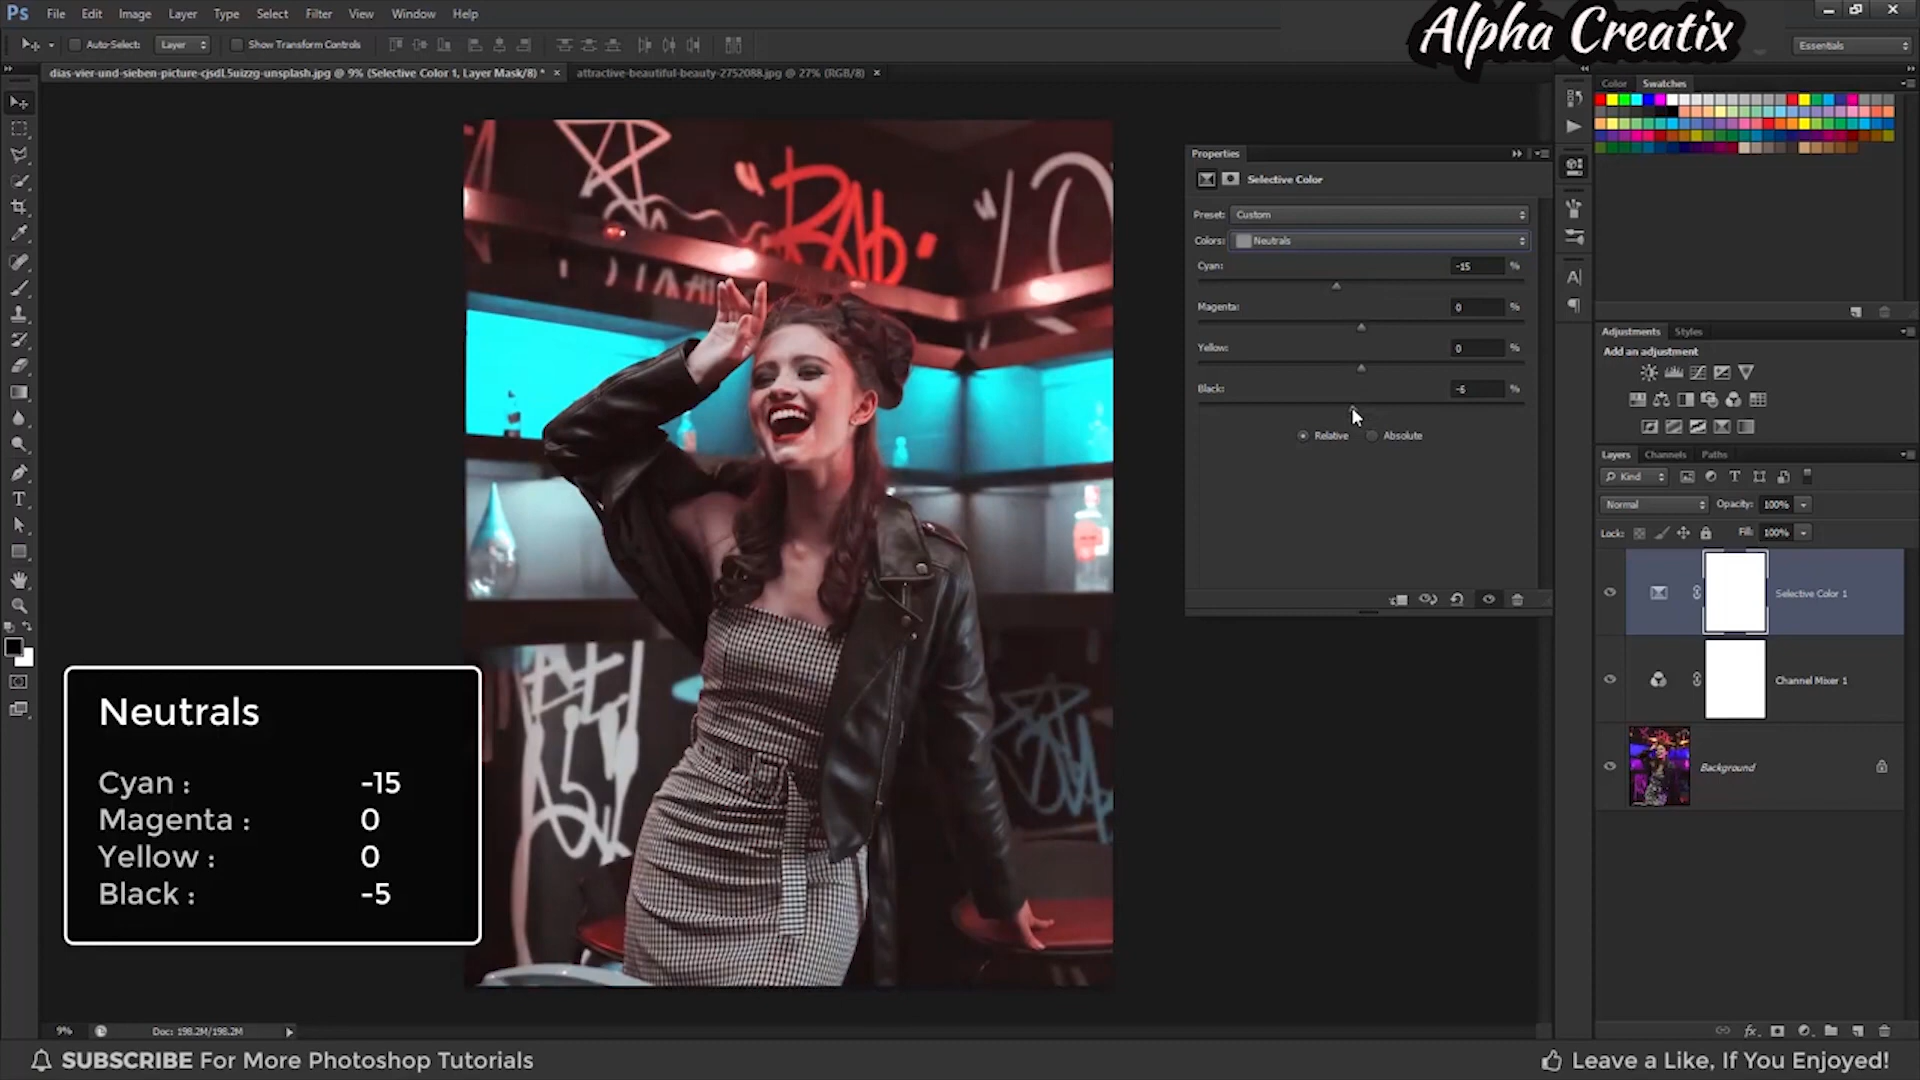 Ps File Edit Image Layer Type Select Filter View Window Help
Alpha Creatix
Auto-Select: Layer Show Transform Controls
Essentials
dias-vier-und-sieben-picture-cjsdL5uizzg-unsplash.jpg @ 9% (Selective Color 1, Layer Mask/8) *
attractive-beautiful-beauty-2752088.jpg @ 27% (RGB/8)
Color Swatches
Properties
Selective Color
Preset: Custom
Colors: Neutrals
Cyan: -15 %
Magenta: 0 %
Yellow: 0 %
Black: -5 %
Relative Absolute
Adjustments Styles
Add an adjustment
Layers Channels Paths
Kind
Normal Opacity: 100%
Lock: Fill: 100%
Selective Color 1
Channel Mixer 1
Background
Neutrals
Cyan : -15
Magenta : 0
Yellow : 0
Black : -5
9% Doc: 198.2M/198.2M
SUBSCRIBE For More Photoshop Tutorials
Leave a Like, If You Enjoyed!